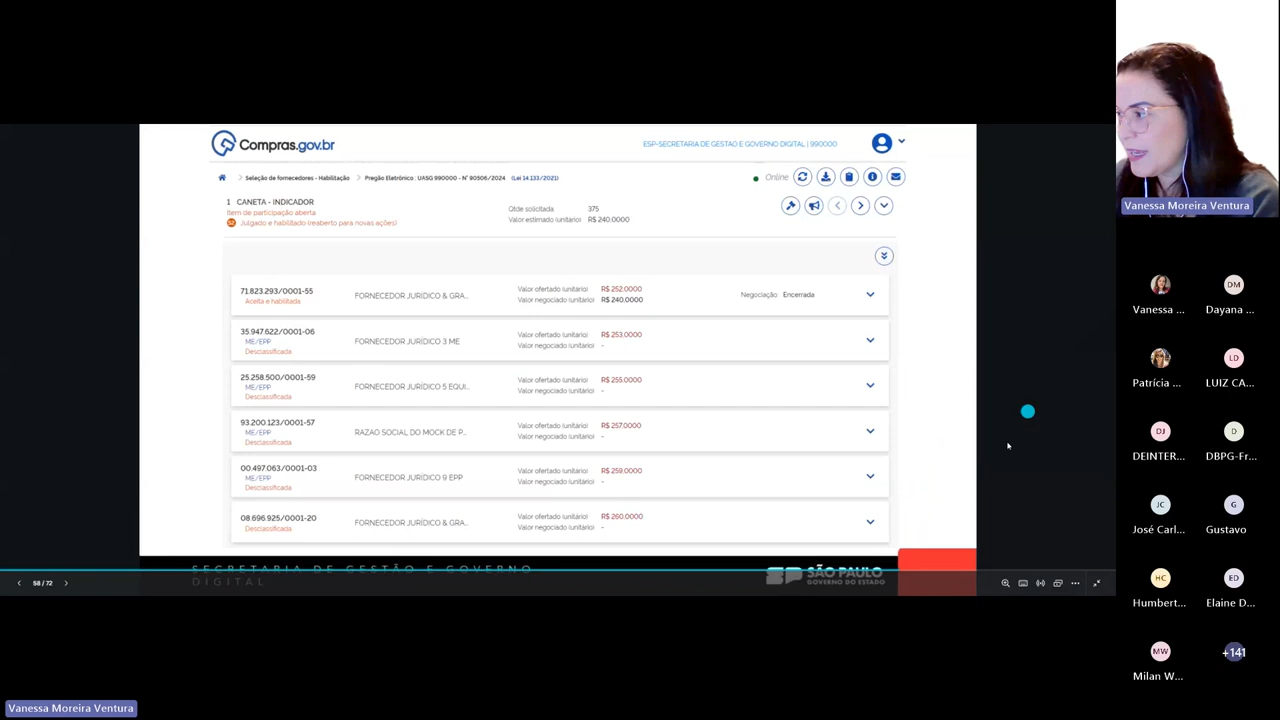 Compras.gov.br
ESP-SECRETARIA DE GESTAO E GOVERNO DIGITAL | 990000
Seleção de fornecedores - Habilitação
Pregão Eletrônico : UASG 990000 - N° 90506/2024 (Lei 14.133/2021)
Online
1 CANETA - INDICADOR
Item de participação aberta
52 Julgado e habilitado (reaberto para novas ações)
Qtde solicitada 375
Valor estimado (unitário) R$ 240,0000
71.823.293/0001-55
Aceita e habilitada
FORNECEDOR JURÍDICO & GRA...
Valor ofertado (unitário) R$ 252,0000
Valor negociado (unitário) R$ 240,0000
Negociação Encerrada
35.947.622/0001-06
ME/EPP
Desclassificada
FORNECEDOR JURÍDICO 3 ME
Valor ofertado (unitário) R$ 253,0000
Valor negociado (unitário) -
25.258.500/0001-59
ME/EPP
Desclassificada
FORNECEDOR JURÍDICO 5 EQUI...
Valor ofertado (unitário) R$ 255,0000
Valor negociado (unitário) -
93.200.123/0001-57
ME/EPP
Desclassificada
RAZAO SOCIAL DO MOCK DE P...
Valor ofertado (unitário) R$ 257,0000
Valor negociado (unitário) -
00.497.063/0001-03
ME/EPP
Desclassificada
FORNECEDOR JURÍDICO 9 EPP
Valor ofertado (unitário) R$ 259,0000
Valor negociado (unitário) -
08.696.925/0001-20
Desclassificada
FORNECEDOR JURÍDICO & GRA...
Valor ofertado (unitário) R$ 260,0000
Valor negociado (unitário) -
SECRETARIA DE GESTÃO E GOVERNO
DIGITAL
SP SÃO PAULO
GOVERNO DO ESTADO
58 / 72
Vanessa Moreira Ventura
Vanessa Moreira Ventura
Vanessa ...
DM
Dayana ...
Patrícia ...
LD
LUIZ CA...
DJ
DEINTER...
D
DBPG-Fr...
JC
José Carl...
G
Gustavo
HC
Humbert...
ED
Elaine D...
MW
Milan W...
+141